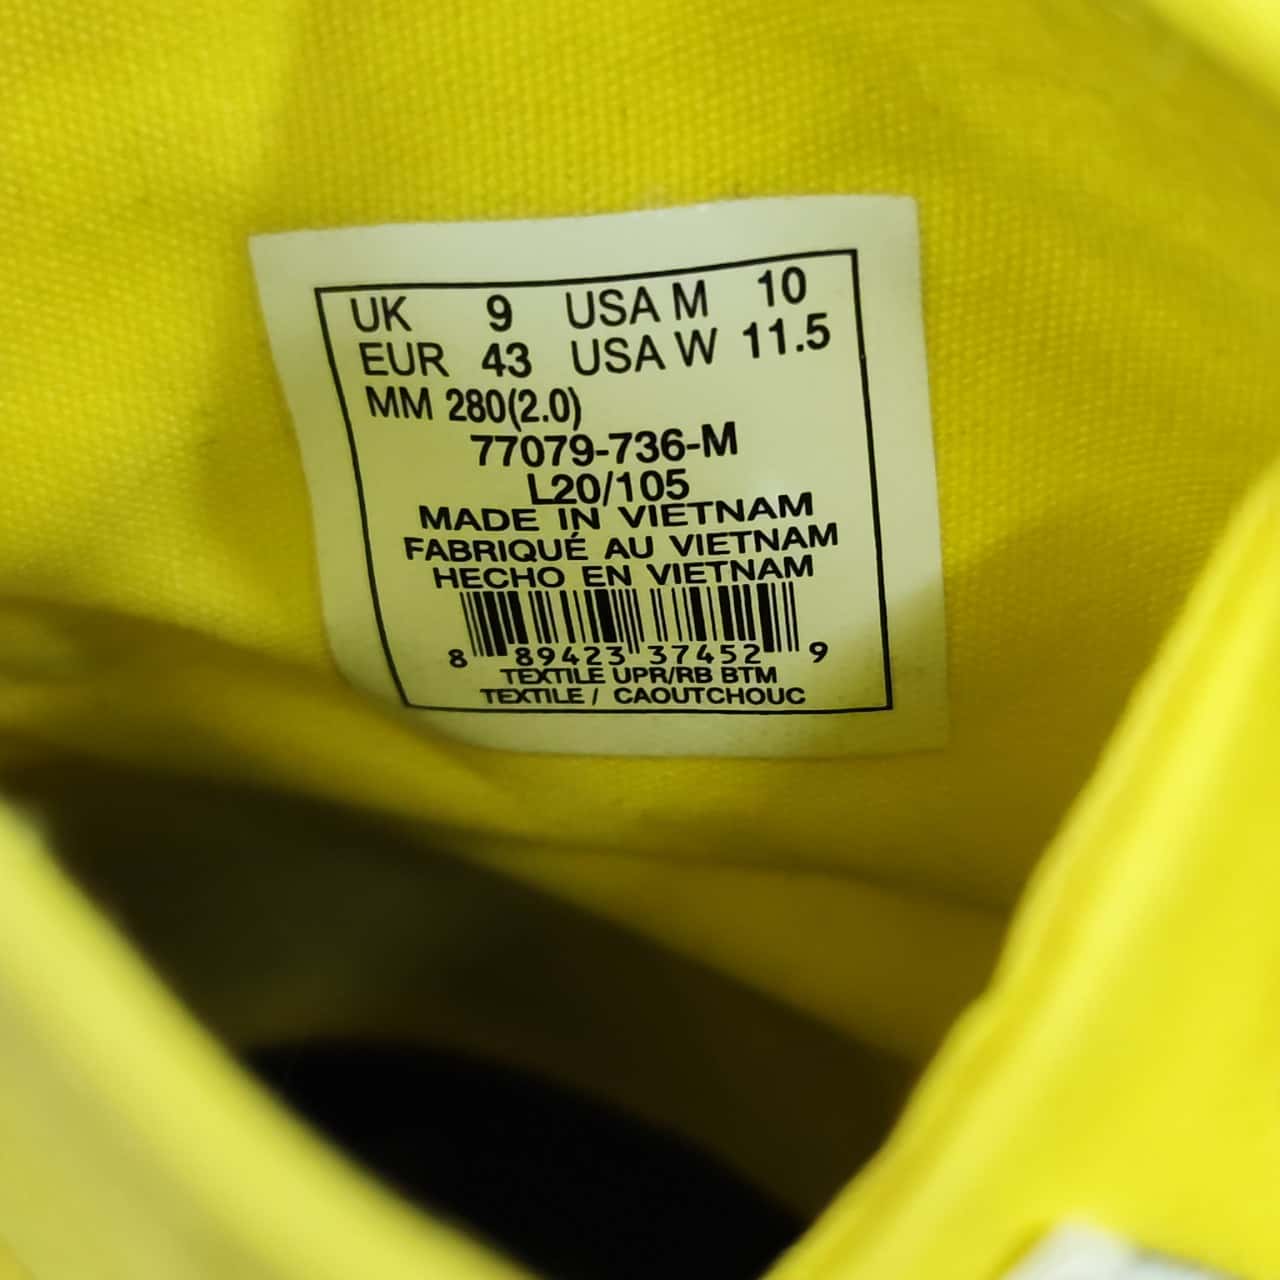 UK 9 USA M 10
EUR 43 USA W 11.5
MM 280(2.0)
77079-736-M
L20/105
MADE IN VIETNAM
FABRIQUÉ AU VIETNAM
HECHO EN VIETNAM
8 89423 37452 9
TEXTILE UPR/RB BTM
TEXTILE / CAOUTCHOUC